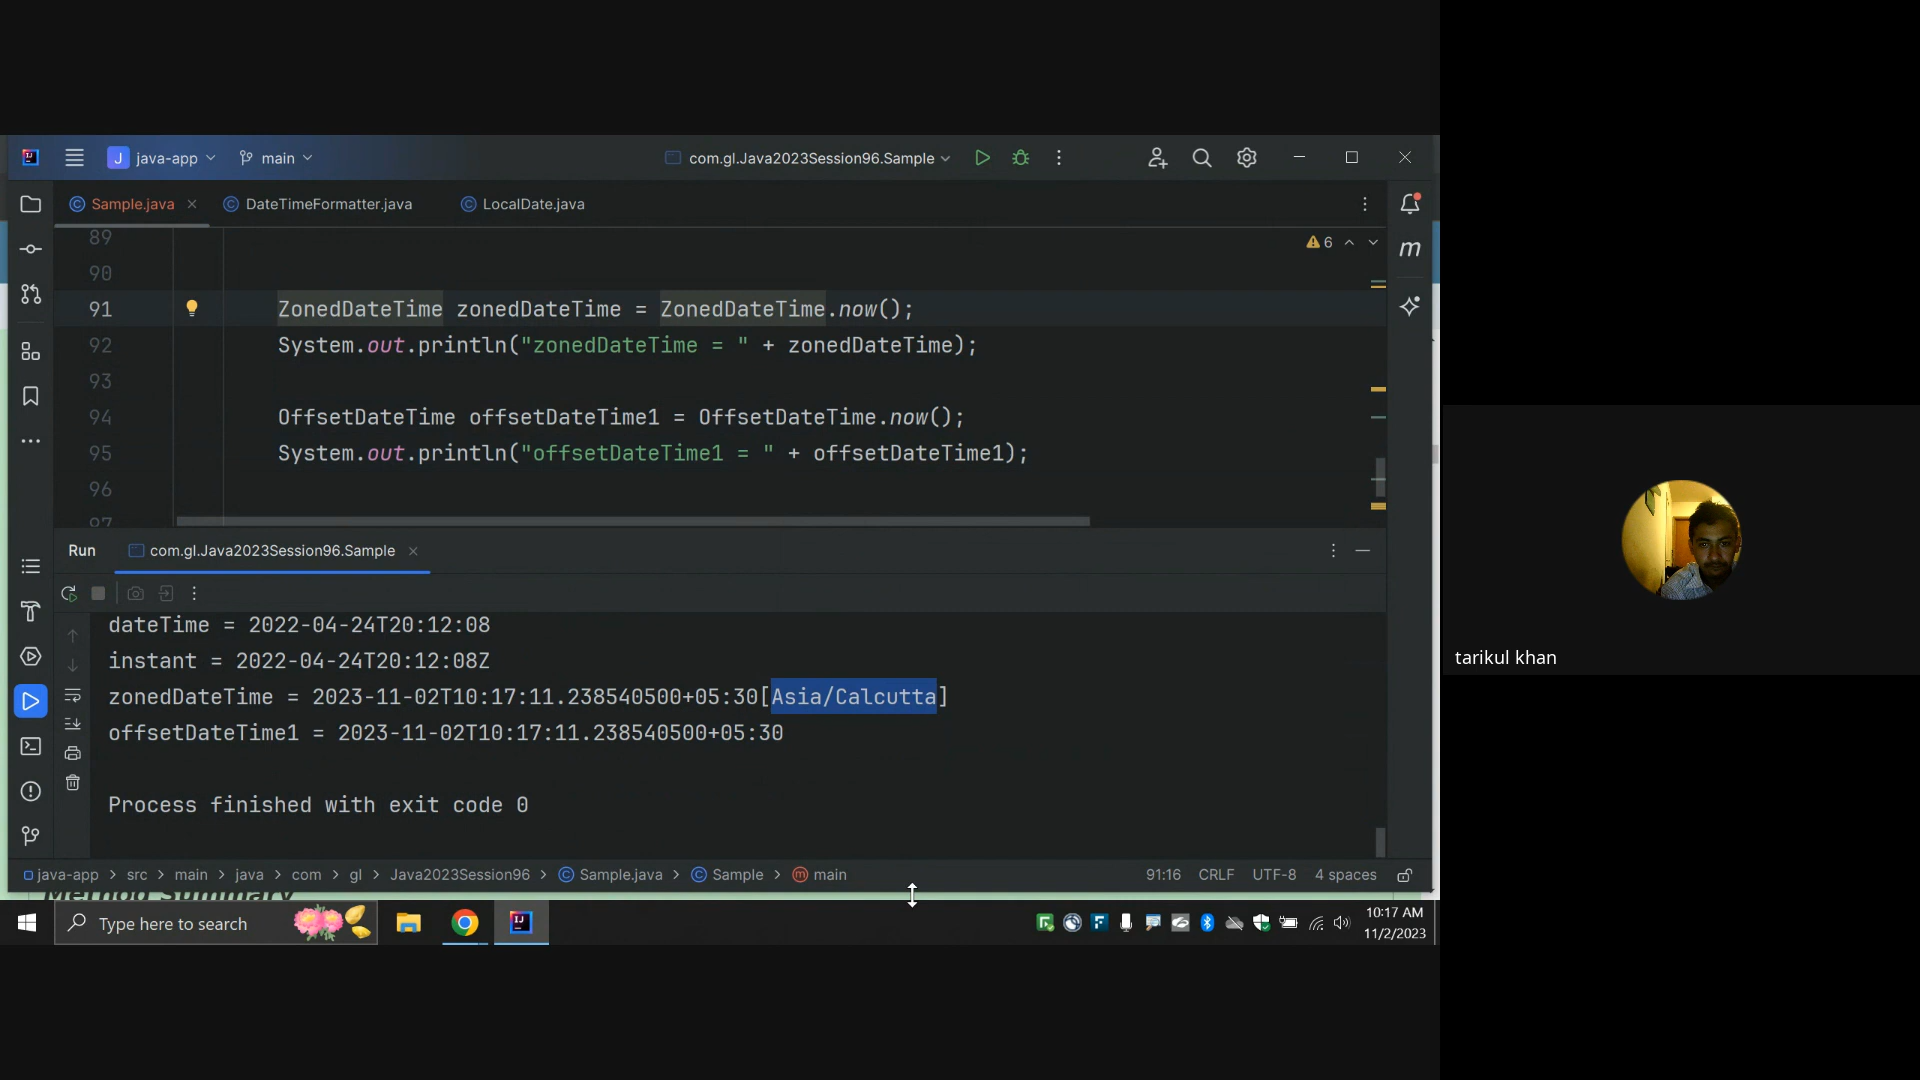 J java-app
main
com.gl.Java2023Session96.Sample
Sample.java
DateTimeFormatter.java
LocalDate.java
89
6
90
91 ZonedDateTime zonedDateTime = ZonedDateTime.now();
92 System.out.println("zonedDateTime = " + zonedDateTime);
93
94 OffsetDateTime offsetDateTime1 = OffsetDateTime.now();
95 System.out.println("offsetDateTime1 = " + offsetDateTime1);
96
97
Run
com.gl.Java2023Session96.Sample
dateTime = 2022-04-24T20:12:08
instant = 2022-04-24T20:12:08Z
zonedDateTime = 2023-11-02T10:17:11.238540500+05:30[Asia/Calcutta]
offsetDateTime1 = 2023-11-02T10:17:11.238540500+05:30
Process finished with exit code 0
java-app > src > main > java > com > gl > Java2023Session96 > Sample.java > Sample > main
91:16 CRLF UTF-8 4 spaces
Method Summary
Type here to search
10:17 AM
11/2/2023
tarikul khan